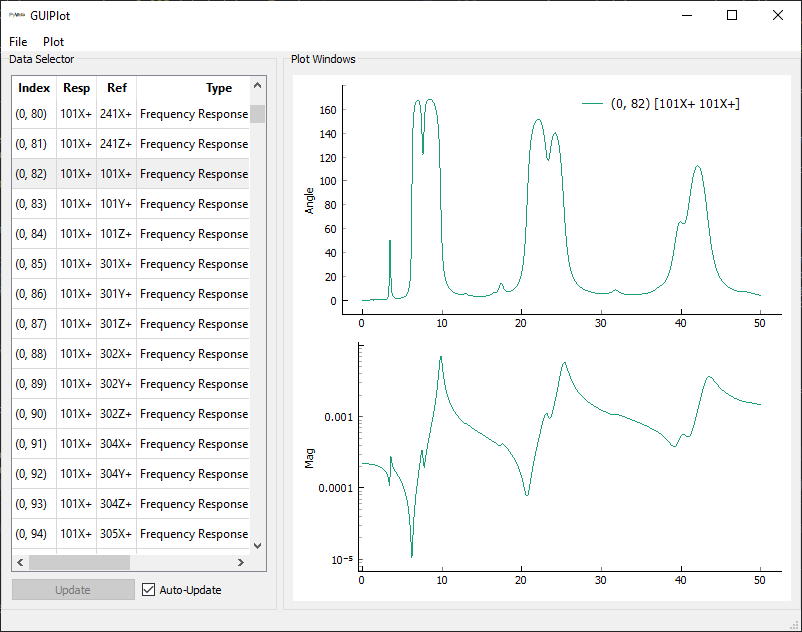 GUIPlot
File Plot
Data Selector
Index Resp Ref Type
(0, 80) 101X+ 241X+ Frequency Response
(0, 81) 101X+ 241Z+ Frequency Response
(0, 82) 101X+ 101X+ Frequency Response
(0, 83) 101X+ 101Y+ Frequency Response
(0, 84) 101X+ 101Z+ Frequency Response
(0, 85) 101X+ 301X+ Frequency Response
(0, 86) 101X+ 301Y+ Frequency Response
(0, 87) 101X+ 301Z+ Frequency Response
(0, 88) 101X+ 302X+ Frequency Response
(0, 89) 101X+ 302Y+ Frequency Response
(0, 90) 101X+ 302Z+ Frequency Response
(0, 91) 101X+ 304X+ Frequency Response
(0, 92) 101X+ 304Y+ Frequency Response
(0, 93) 101X+ 304Z+ Frequency Response
(0, 94) 101X+ 305X+ Frequency Response
Update Auto-Update
Plot Windows
(0, 82) [101X+ 101X+]
160
140
120
100
80
60
40
20
0
Angle
0 10 20 30 40 50
0.001
0.0001
10⁻⁵
Mag
0 10 20 30 40 50